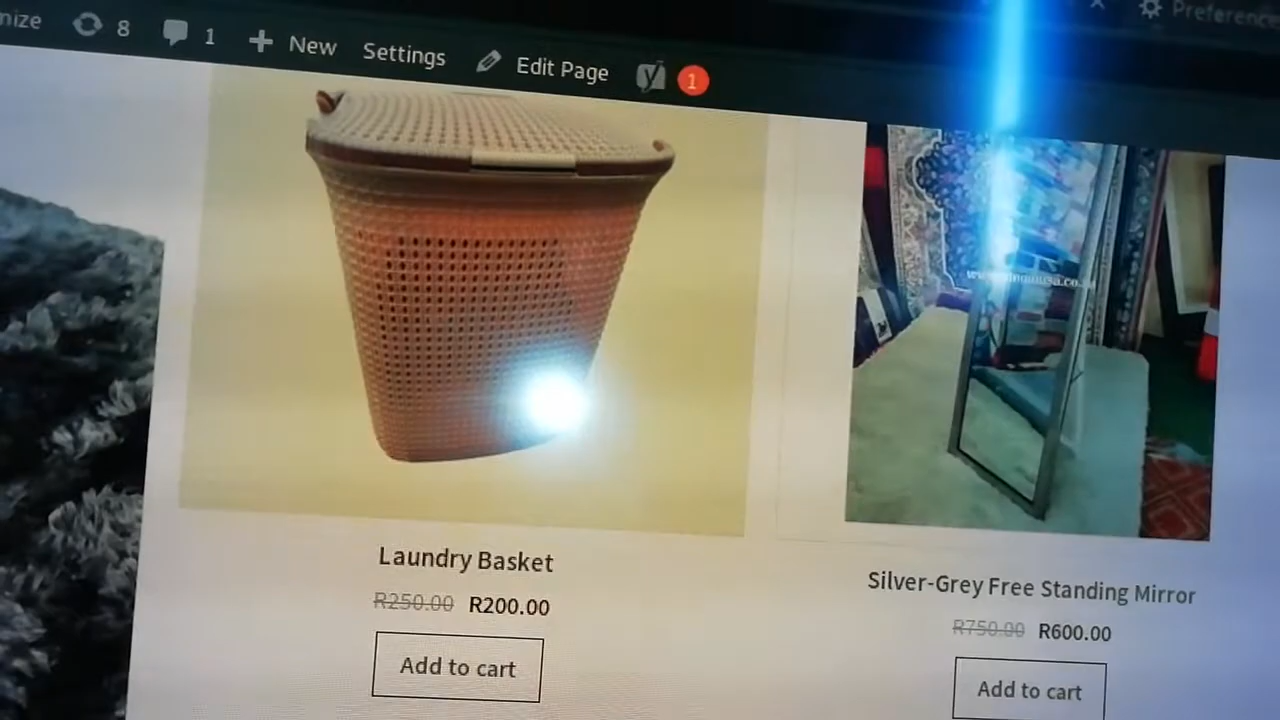 nize 8 1 + New Settings Edit Page 1
Preference
Laundry Basket
R250.00 R200.00
Add to cart
Silver-Grey Free Standing Mirror
R750.00 R600.00
Add to cart